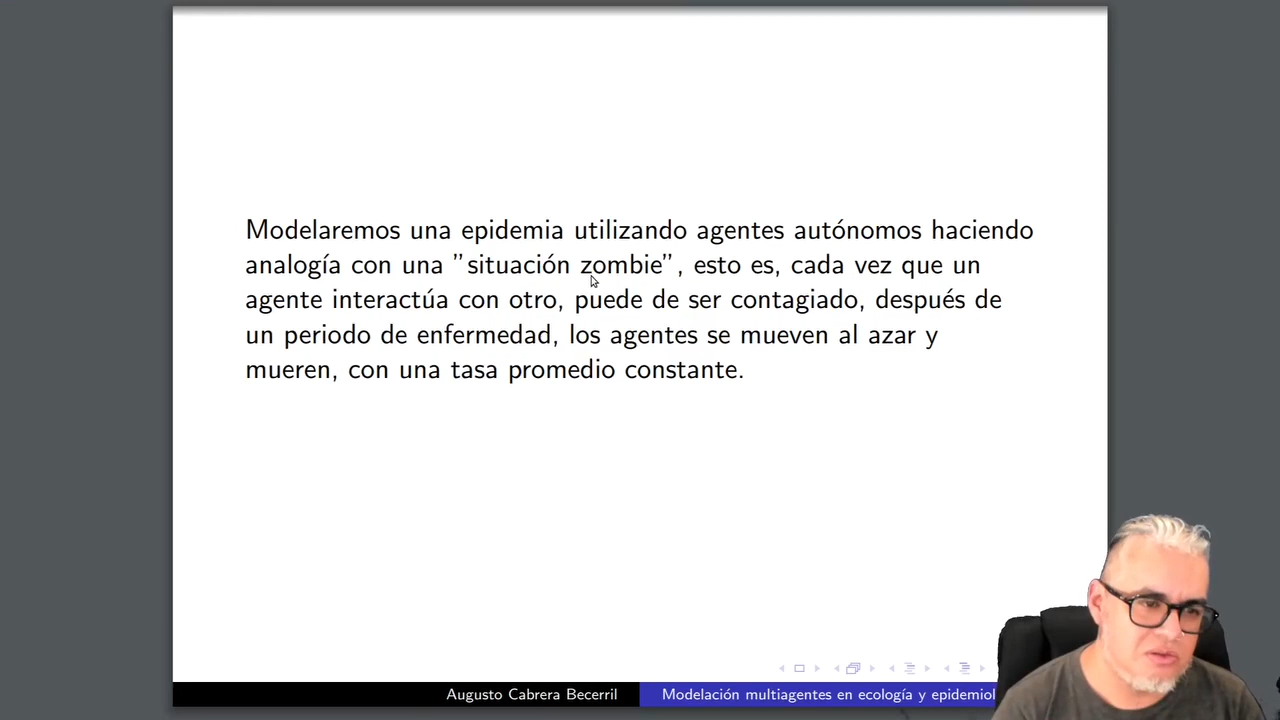 Modelaremos una epidemia utilizando agentes autónomos haciendo
analogía con una ”situación zombie”, esto es, cada vez que un
agente interactúa con otro, puede de ser contagiado, después de
un periodo de enfermedad, los agentes se mueven al azar y
mueren, con una tasa promedio constante.
Augusto Cabrera Becerril
Modelación multiagentes en ecología y epidemiol